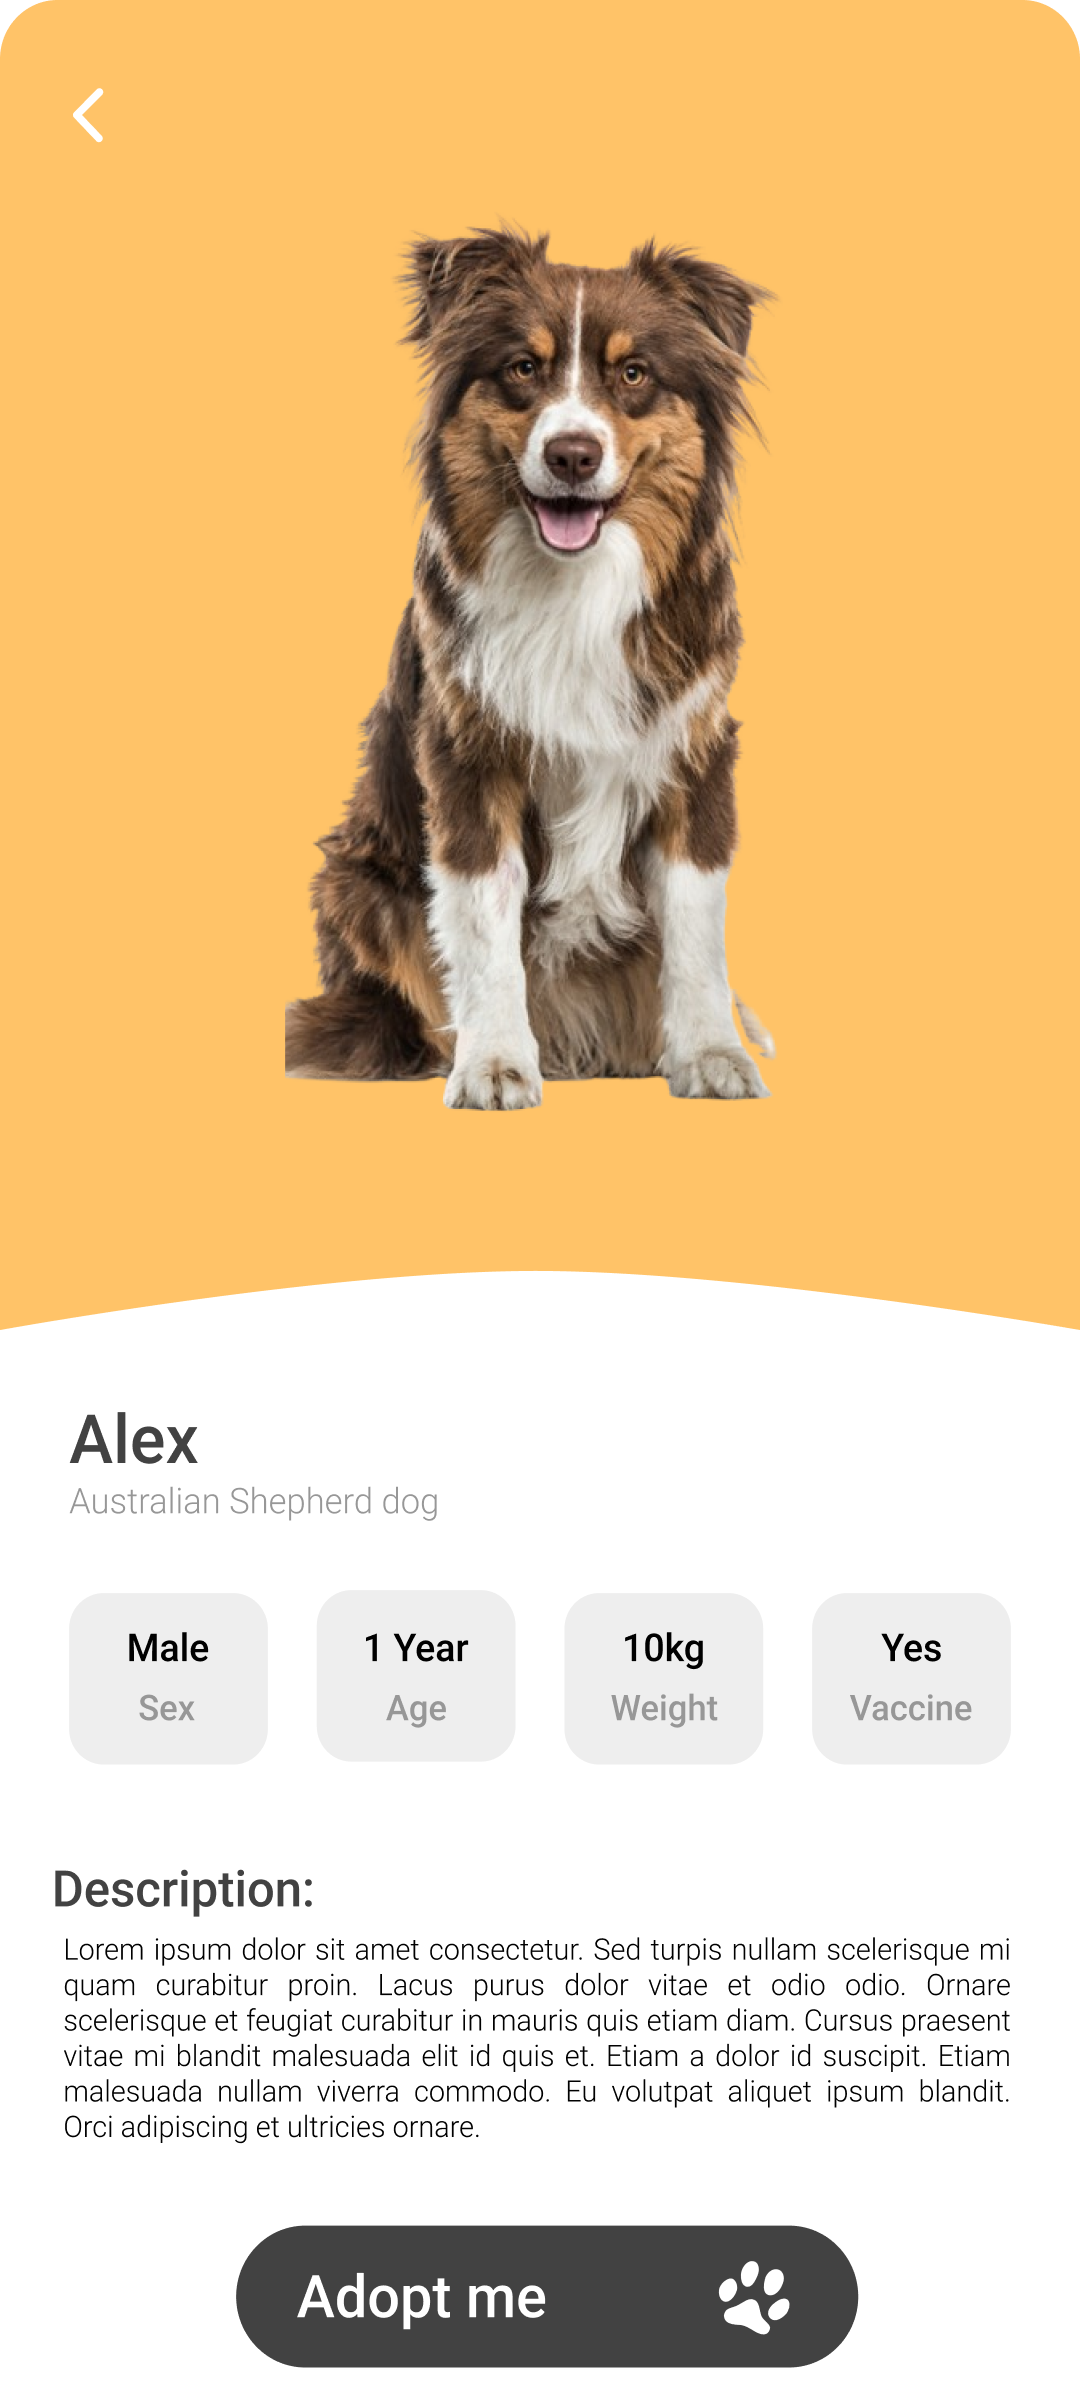 Alex
Australian Shepherd dog
Male
Sex
1 Year
Age
10kg
Weight
Yes
Vaccine
Description:
Lorem ipsum dolor sit amet consectetur. Sed turpis nullam scelerisque mi
quam curabitur proin. Lacus purus dolor vitae et odio odio. Ornare
scelerisque et feugiat curabitur in mauris quis etiam diam. Cursus praesent
vitae mi blandit malesuada elit id quis et. Etiam a dolor id suscipit. Etiam
malesuada nullam viverra commodo. Eu volutpat aliquet ipsum blandit.
Orci adipiscing et ultricies ornare.
Adopt me